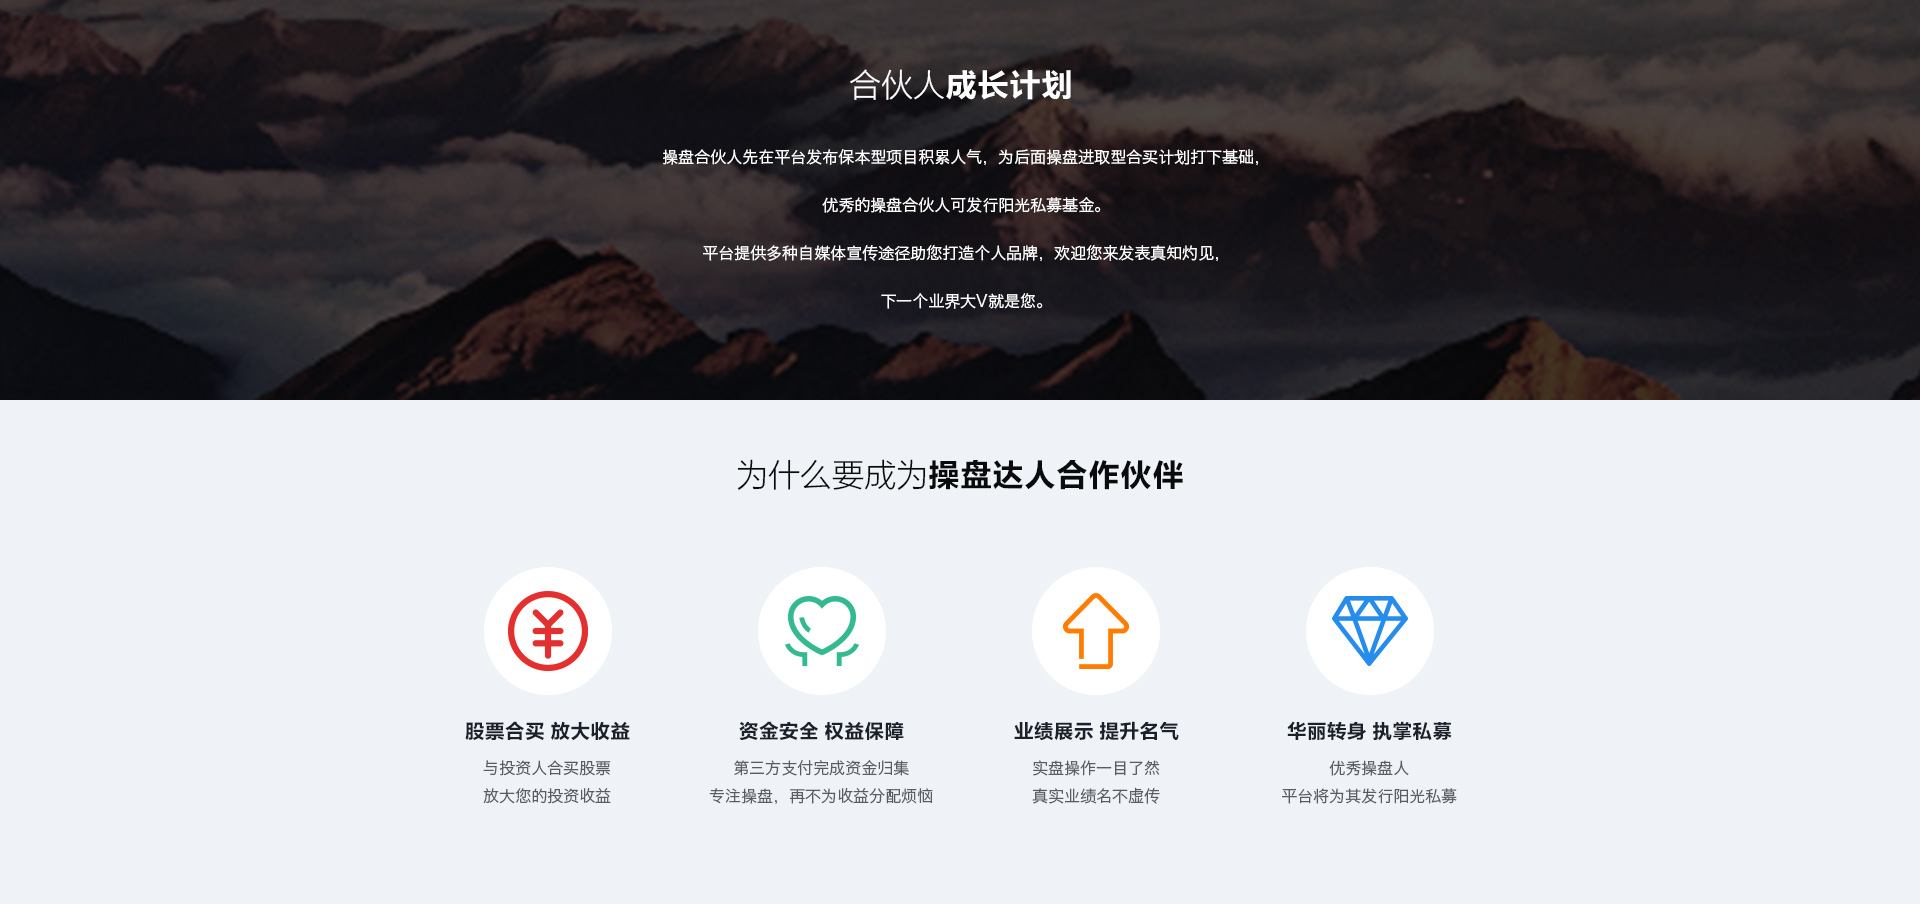 合伙人成长计划
操盘合伙人先在平台发布保本型项目积累人气，为后面操盘进取型合买计划打下基础，
优秀的操盘合伙人可发行阳光私募基金。
平台提供多种自媒体宣传途径助您打造个人品牌，欢迎您来发表真知灼见，
下一个业界大V就是您。
为什么要成为操盘达人合作伙伴
股票合买 放大收益
与投资人合买股票
放大您的投资收益
资金安全 权益保障
第三方支付完成资金归集
专注操盘，再不为收益分配烦恼
业绩展示 提升名气
实盘操作一目了然
真实业绩名不虚传
华丽转身 执掌私募
优秀操盘人
平台将为其发行阳光私募